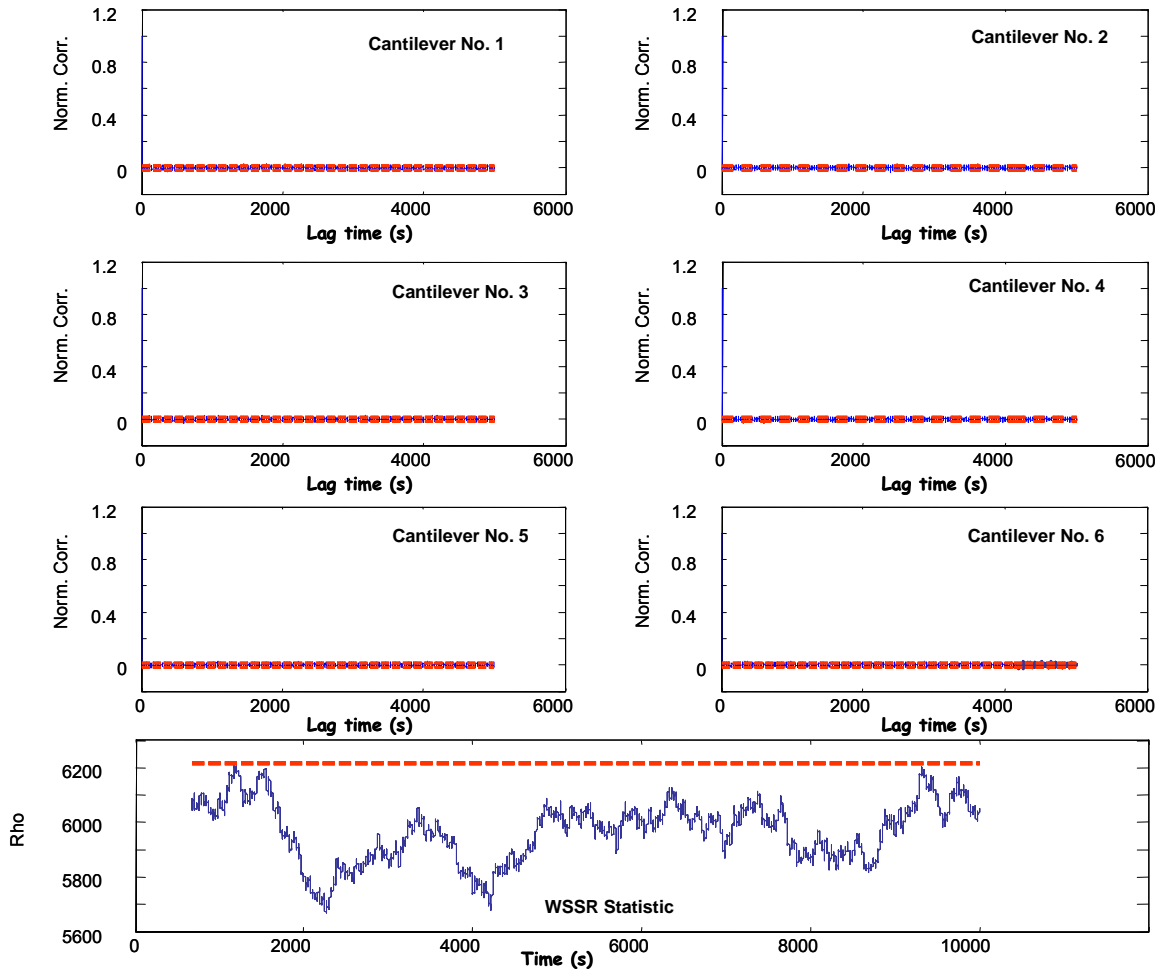 1.2
0.8
0.4
0
Norm. Corr.
Cantilever No. 1
0 2000 4000 6000
Lag time (s)
1.2
0.8
0.4
0
Norm. Corr.
Cantilever No. 2
0 2000 4000 6000
Lag time (s)
1.2
0.8
0.4
0
Norm. Corr.
Cantilever No. 3
0 2000 4000 6000
Lag time (s)
1.2
0.8
0.4
0
Norm. Corr.
Cantilever No. 4
0 2000 4000 6000
Lag time (s)
1.2
0.8
0.4
0
Norm. Corr.
Cantilever No. 5
0 2000 4000 6000
Lag time (s)
1.2
0.8
0.4
0
Norm. Corr.
Cantilever No. 6
0 2000 4000 6000
Lag time (s)
6200
6000
5800
5600
Rho
WSSR Statistic
0 2000 4000 6000 8000 10000
Time (s)